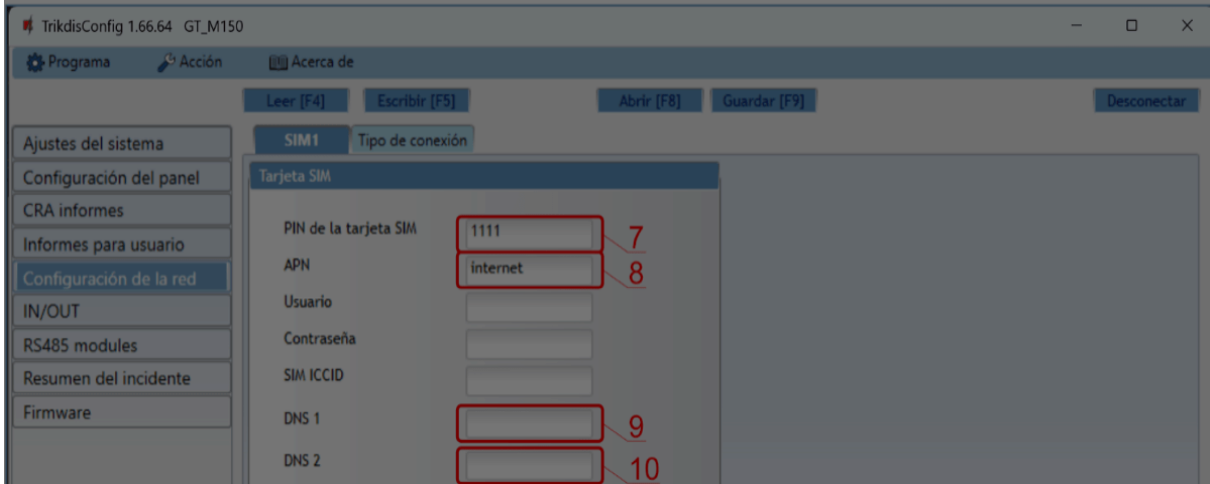 TrikdisConfig 1.66.64 GT_M150
Programa Acción Acerca de
Leer [F4] Escribir [F5] Abrir [F8] Guardar [F9] Desconectar
Ajustes del sistema
Configuración del panel
CRA informes
Informes para usuario
Configuración de la red
IN/OUT
RS485 modules
Resumen del incidente
Firmware
SIM1 Tipo de conexión
Tarjeta SIM
PIN de la tarjeta SIM 1111 7
APN internet 8
Usuario
Contraseña
SIM ICCID
DNS 1 9
DNS 2 10